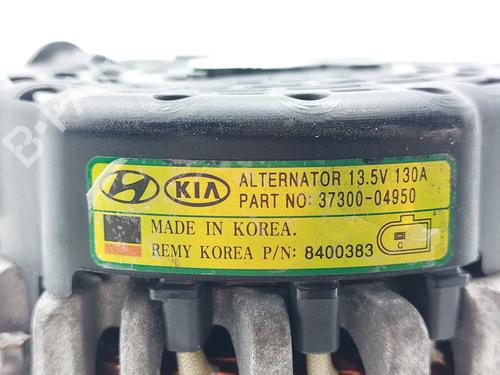 KIA ALTERNATOR 13.5V 130A
PART NO: 37300-04950
MADE IN KOREA.
REMY KOREA P/N: 8400383
C